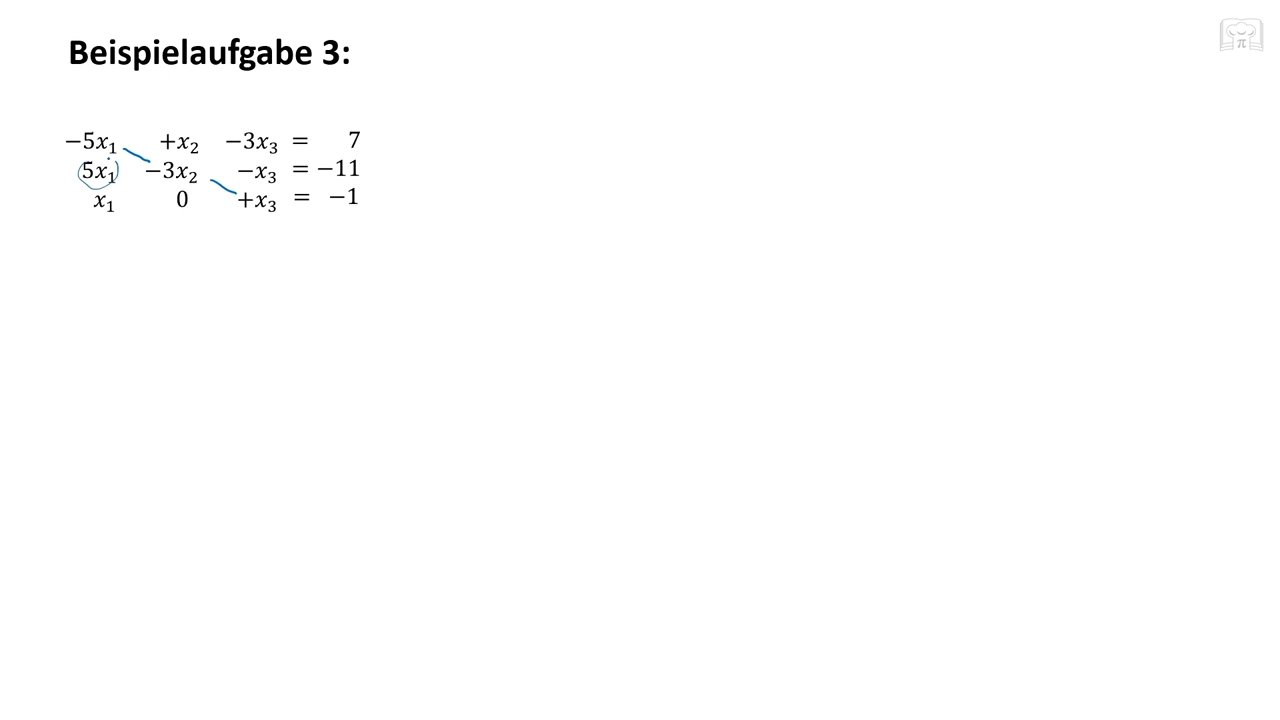 Beispielaufgabe 3:
−5x₁ +x₂ −3x₃ = 7
5x₁ −3x₂ −x₃ = −11
x₁ 0 +x₃ = −1
π